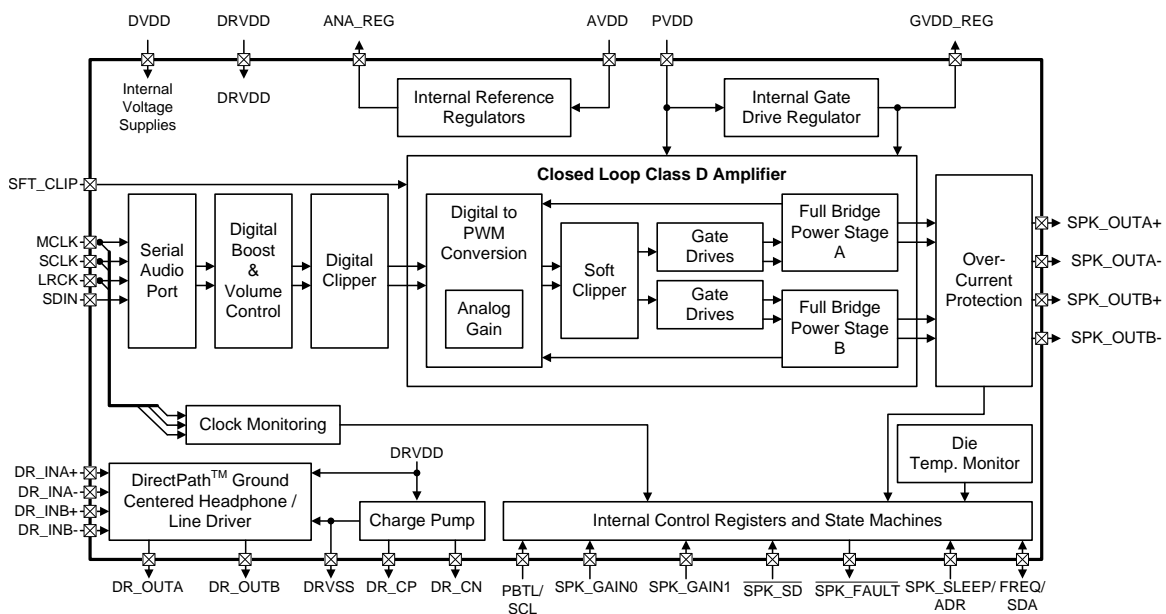 DVDD
DRVDD
ANA_REG
AVDD
PVDD
GVDD_REG
Internal
Voltage
Supplies
DRVDD
Internal Reference
Regulators
Internal Gate
Drive Regulator
Closed Loop Class D Amplifier
SFT_CLIP
MCLK
SCLK
LRCK
SDIN
Serial
Audio
Port
Digital
Boost
&
Volume
Control
Digital
Clipper
Digital to
PWM
Conversion
Analog
Gain
Soft
Clipper
Gate
Drives
Gate
Drives
Full Bridge
Power Stage
A
Full Bridge
Power Stage
B
Over-
Current
Protection
SPK_OUTA+
SPK_OUTA-
SPK_OUTB+
SPK_OUTB-
Clock Monitoring
Die
Temp. Monitor
DR_INA+
DR_INA-
DR_INB+
DR_INB-
DirectPath™ Ground
Centered Headphone /
Line Driver
DRVDD
Charge Pump
Internal Control Registers and State Machines
DR_OUTA
DR_OUTB
DRVSS
DR_CP
DR_CN
PBTL/
SCL
SPK_GAIN0
SPK_GAIN1
SPK_SD
SPK_FAULT
SPK_SLEEP/
ADR
FREQ/
SDA